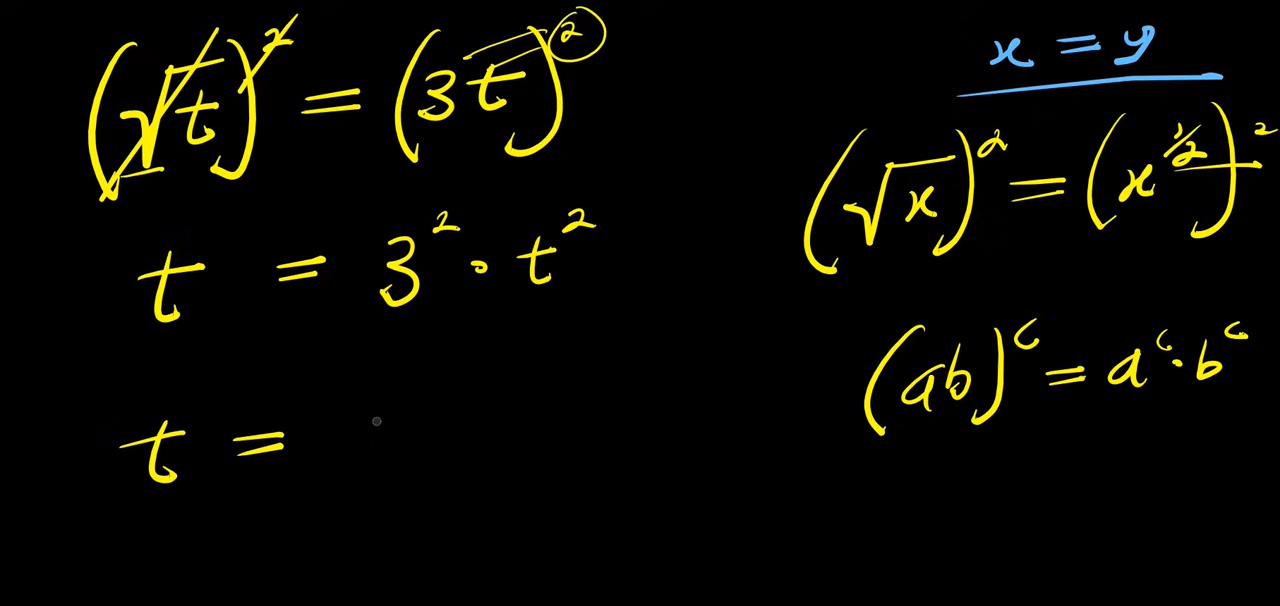 (√t)² = (3t)²
x = y
(√x)² = (x^½)²
t = 3² · t²
(ab)^c = a^c · b^c
t =